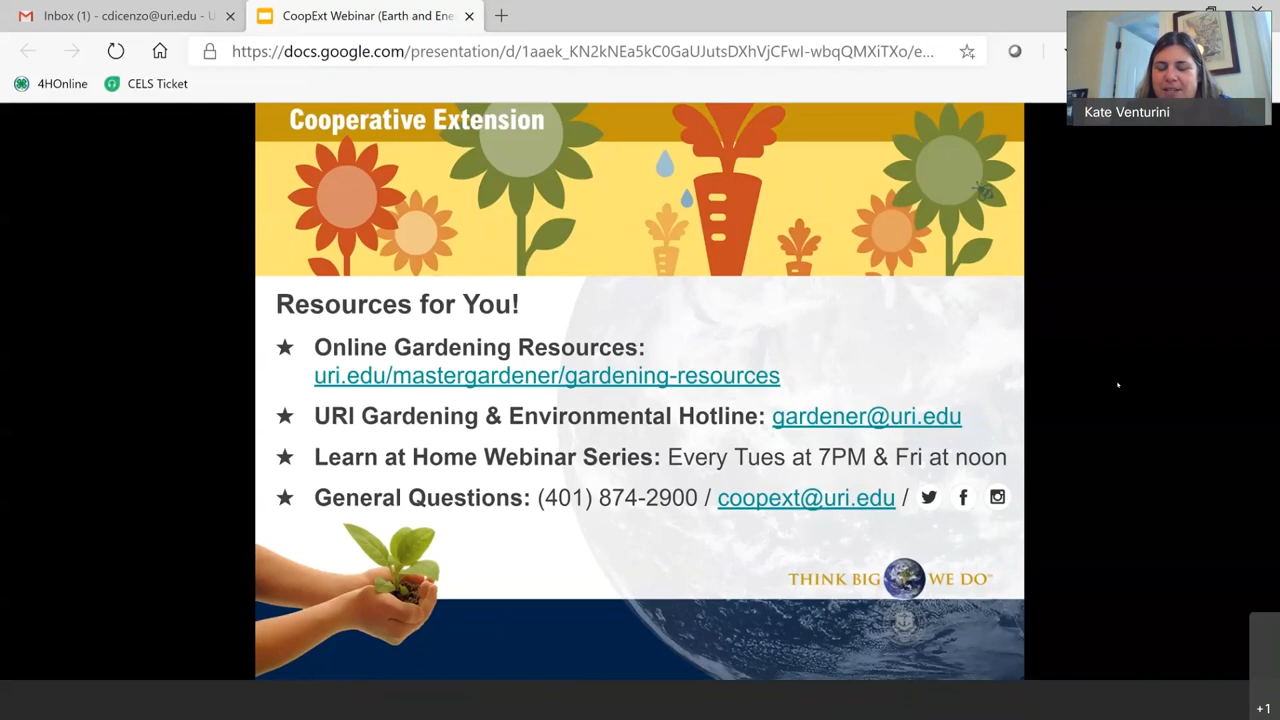 Inbox (1) - cdicenzo@uri.edu - U
CoopExt Webinar (Earth and Ene
https://docs.google.com/presentation/d/1aaek_KN2kNEa5kC0GaUJutsDXhVjCFwI-wbqQMXiTXo/e...
4HOnline
CELS Ticket
Kate Venturini
Cooperative Extension
Resources for You!
★ Online Gardening Resources:
uri.edu/mastergardener/gardening-resources
★ URI Gardening & Environmental Hotline: gardener@uri.edu
★ Learn at Home Webinar Series: Every Tues at 7PM & Fri at noon
★ General Questions: (401) 874-2900 / coopext@uri.edu /
THINK BIG WE DO™
+1